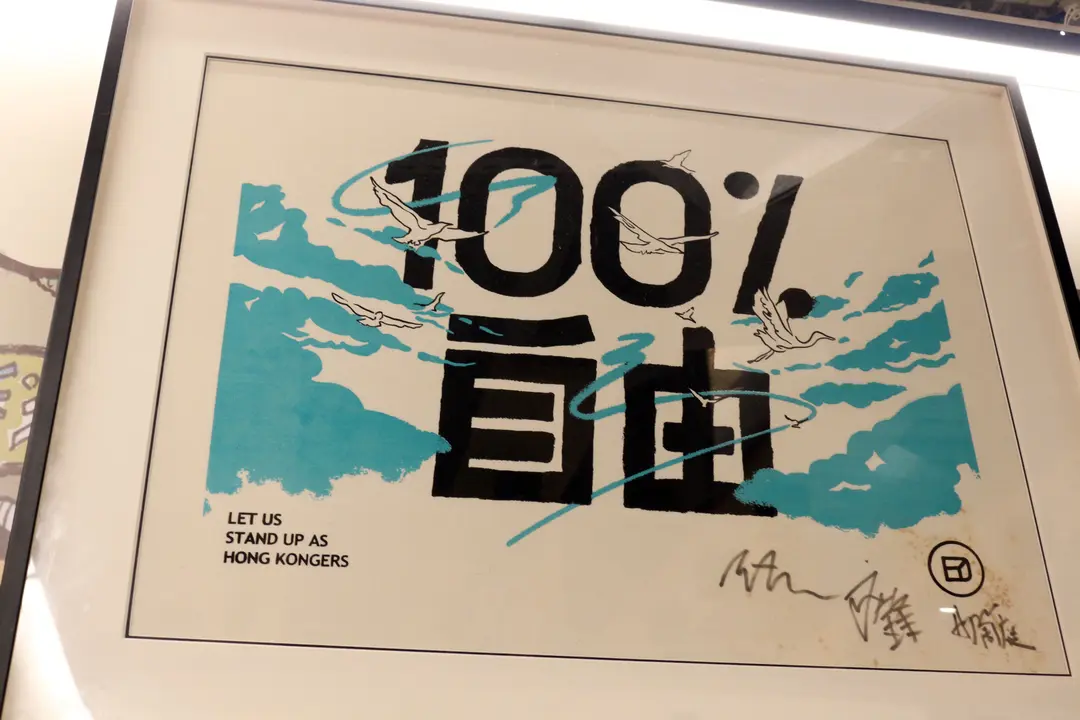 100%
自由
LET US
STAND UP AS
HONG KONGERS